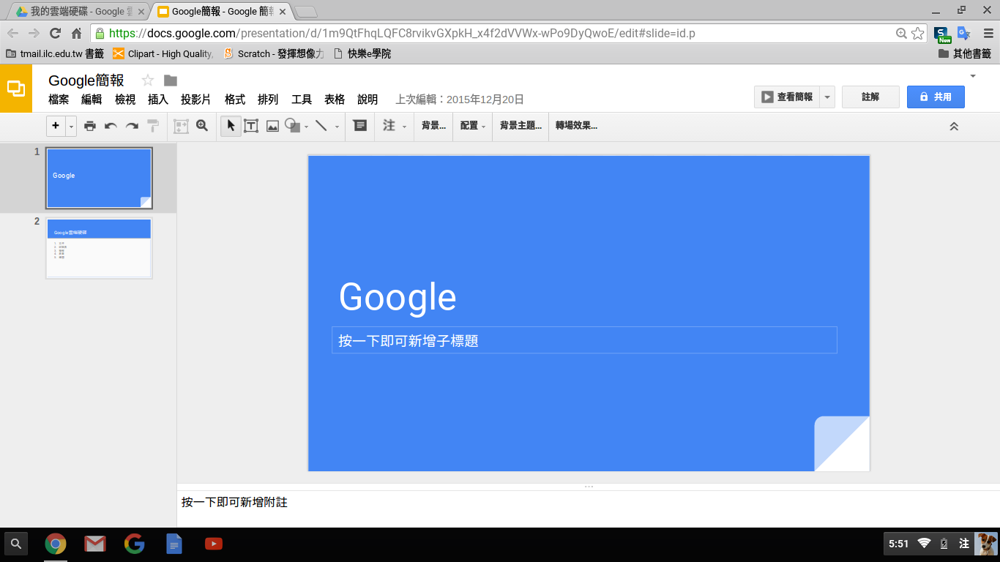 我的雲端硬碟 - Google 雲
Google簡報 - Google 簡報
https://docs.google.com/presentation/d/1m9QtFhqLQFC8rvikvGXpkH_x4f2dVVWx-wPo9DyQwoE/edit#slide=id.p
New
tmail.ilc.edu.tw 書籤
Clipart - High Quality,
Scratch - 發揮想像力
快樂e學院
其他書籤
Google簡報
檔案 編輯 檢視 插入 投影片 格式 排列 工具 表格 說明 上次編輯：2015年12月20日
查看簡報
註解
共用
注 背景... 配置 背景主題... 轉場效果...
1
Google
2
Google雲端硬碟
Google
按一下即可新增子標題
按一下即可新增附註
5:51 注